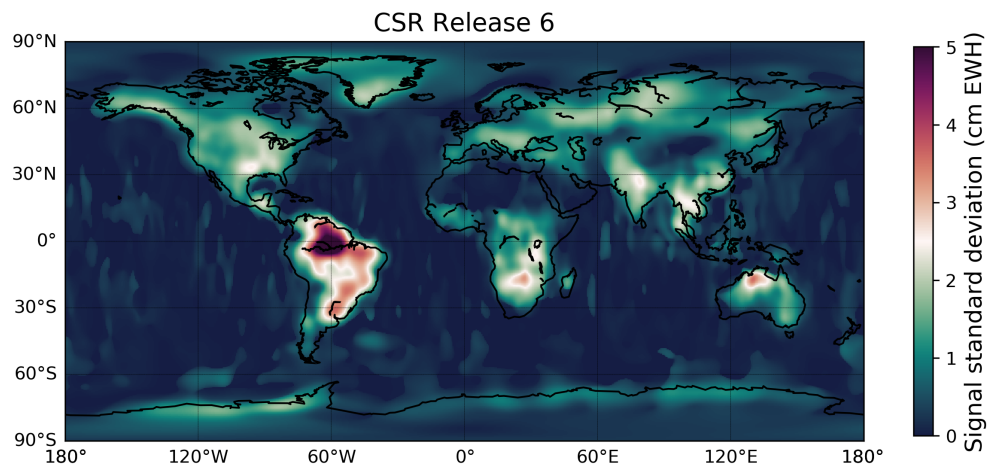 CSR Release 6
90°N
60°N
30°N
0°
30°S
60°S
90°S
180°
120°W
60°W
0°
60°E
120°E
180°
5
4
3
2
1
0
Signal standard deviation (cm EWH)